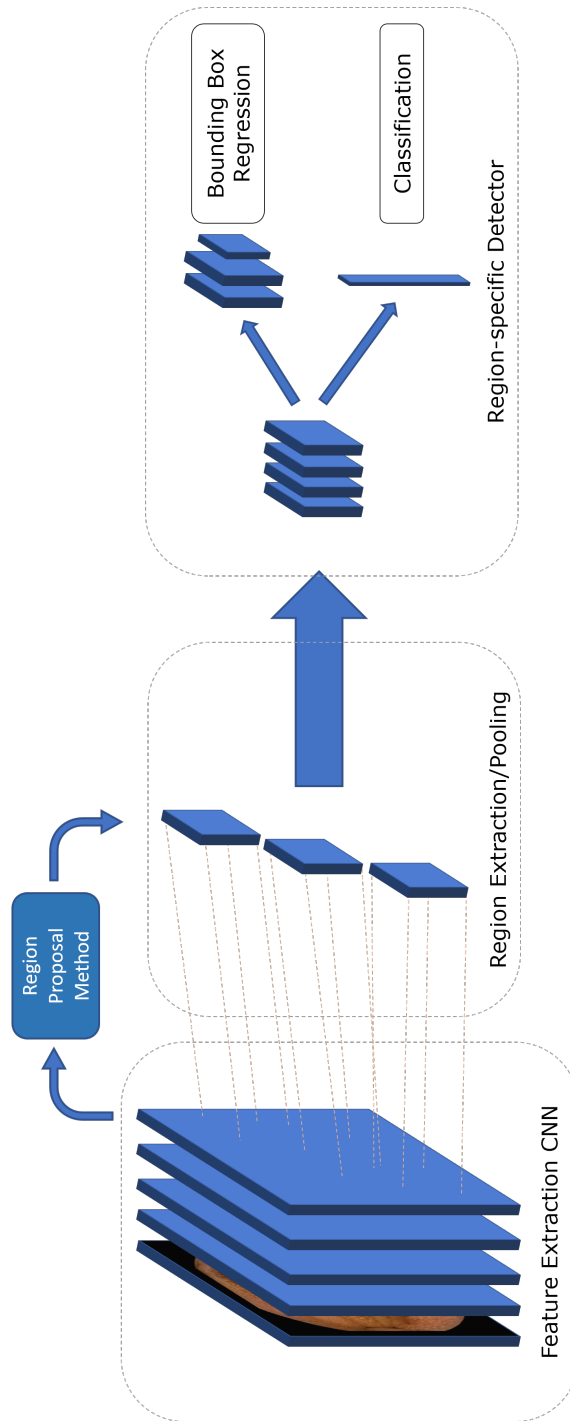 Region
Proposal
Method
Feature Extraction CNN
Region Extraction/Pooling
Bounding Box
Regression
Classification
Region-specific Detector